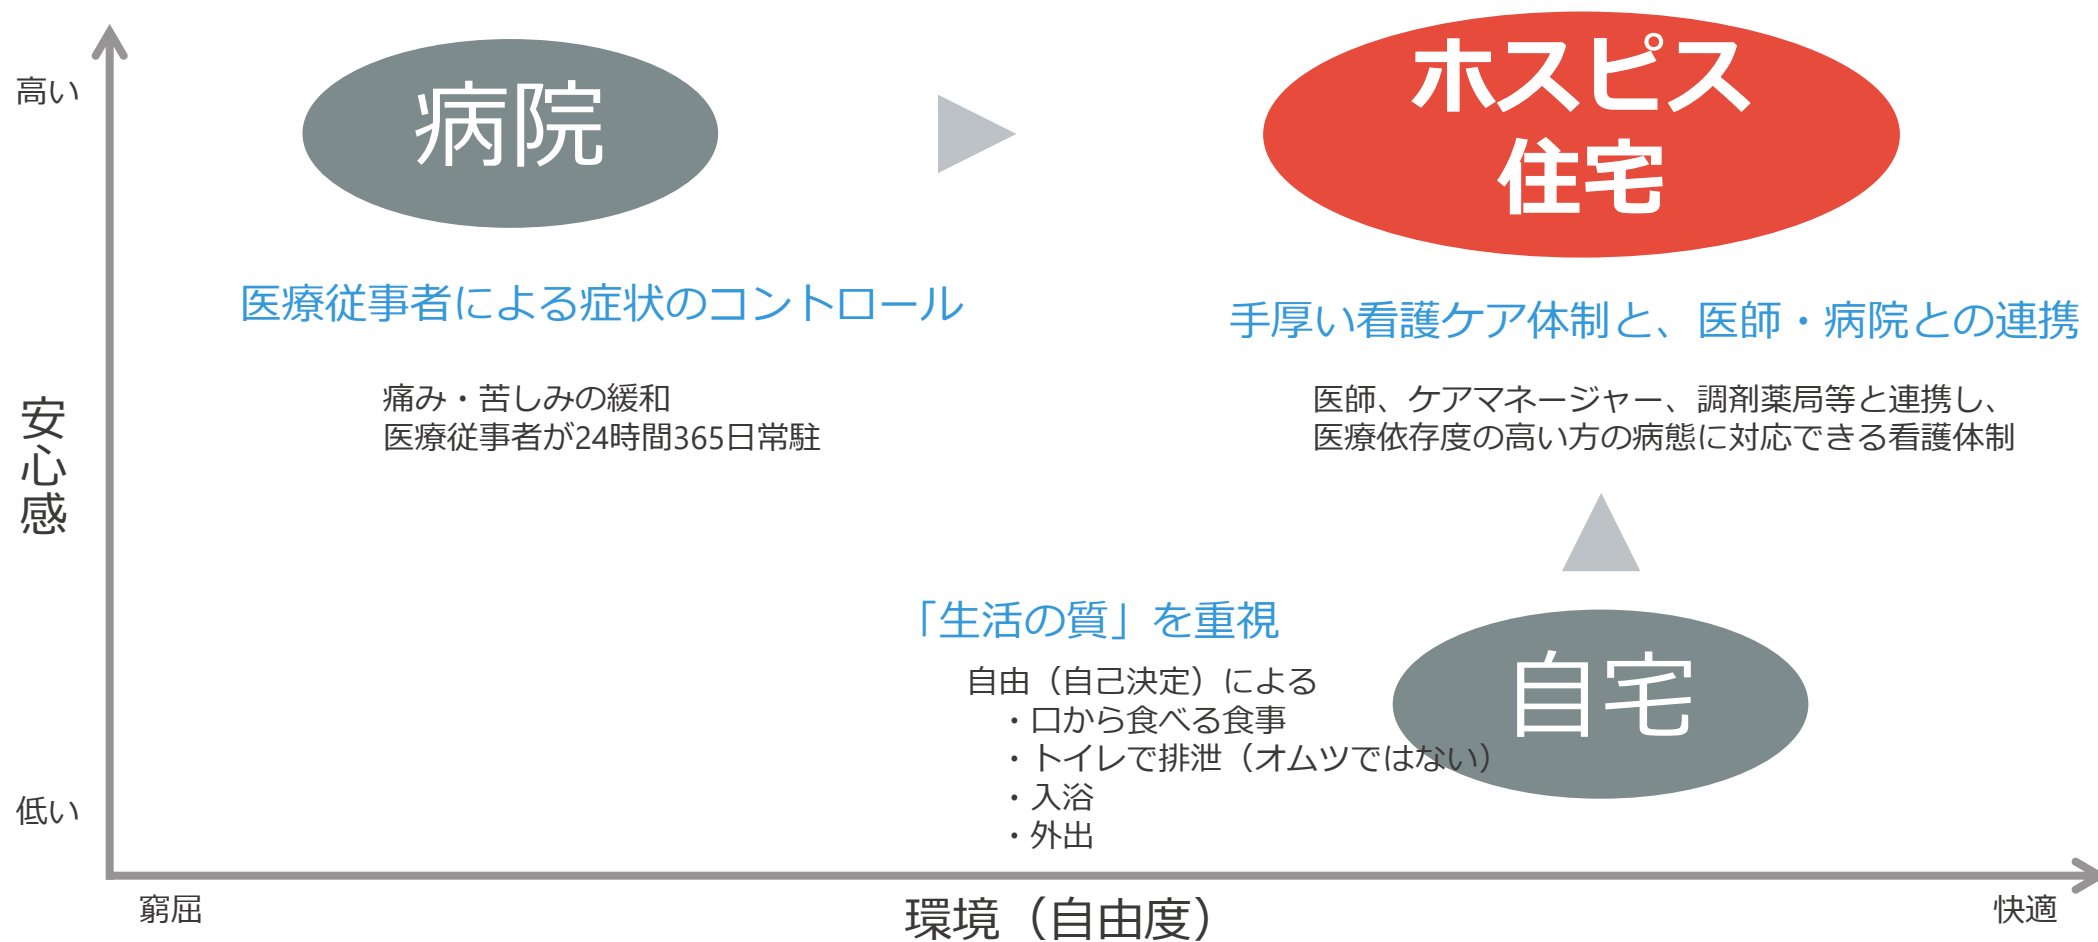 高い
病院
ホスピス
住宅
医療従事者による症状のコントロール
手厚い看護ケア体制と、医師・病院との連携
痛み・苦しみの緩和
医療従事者が24時間365日常駐
医師、ケアマネージャー、調剤薬局等と連携し、
医療依存度の高い方の病態に対応できる看護体制
安心感
「生活の質」を重視
自由（自己決定）による
・口から食べる食事
・トイレで排泄（オムツではない）
・入浴
・外出
自宅
低い
窮屈
環境（自由度）
快適